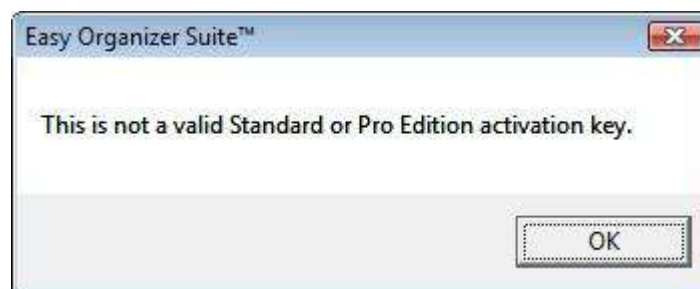 Easy Organizer Suite™
This is not a valid Standard or Pro Edition activation key.
OK